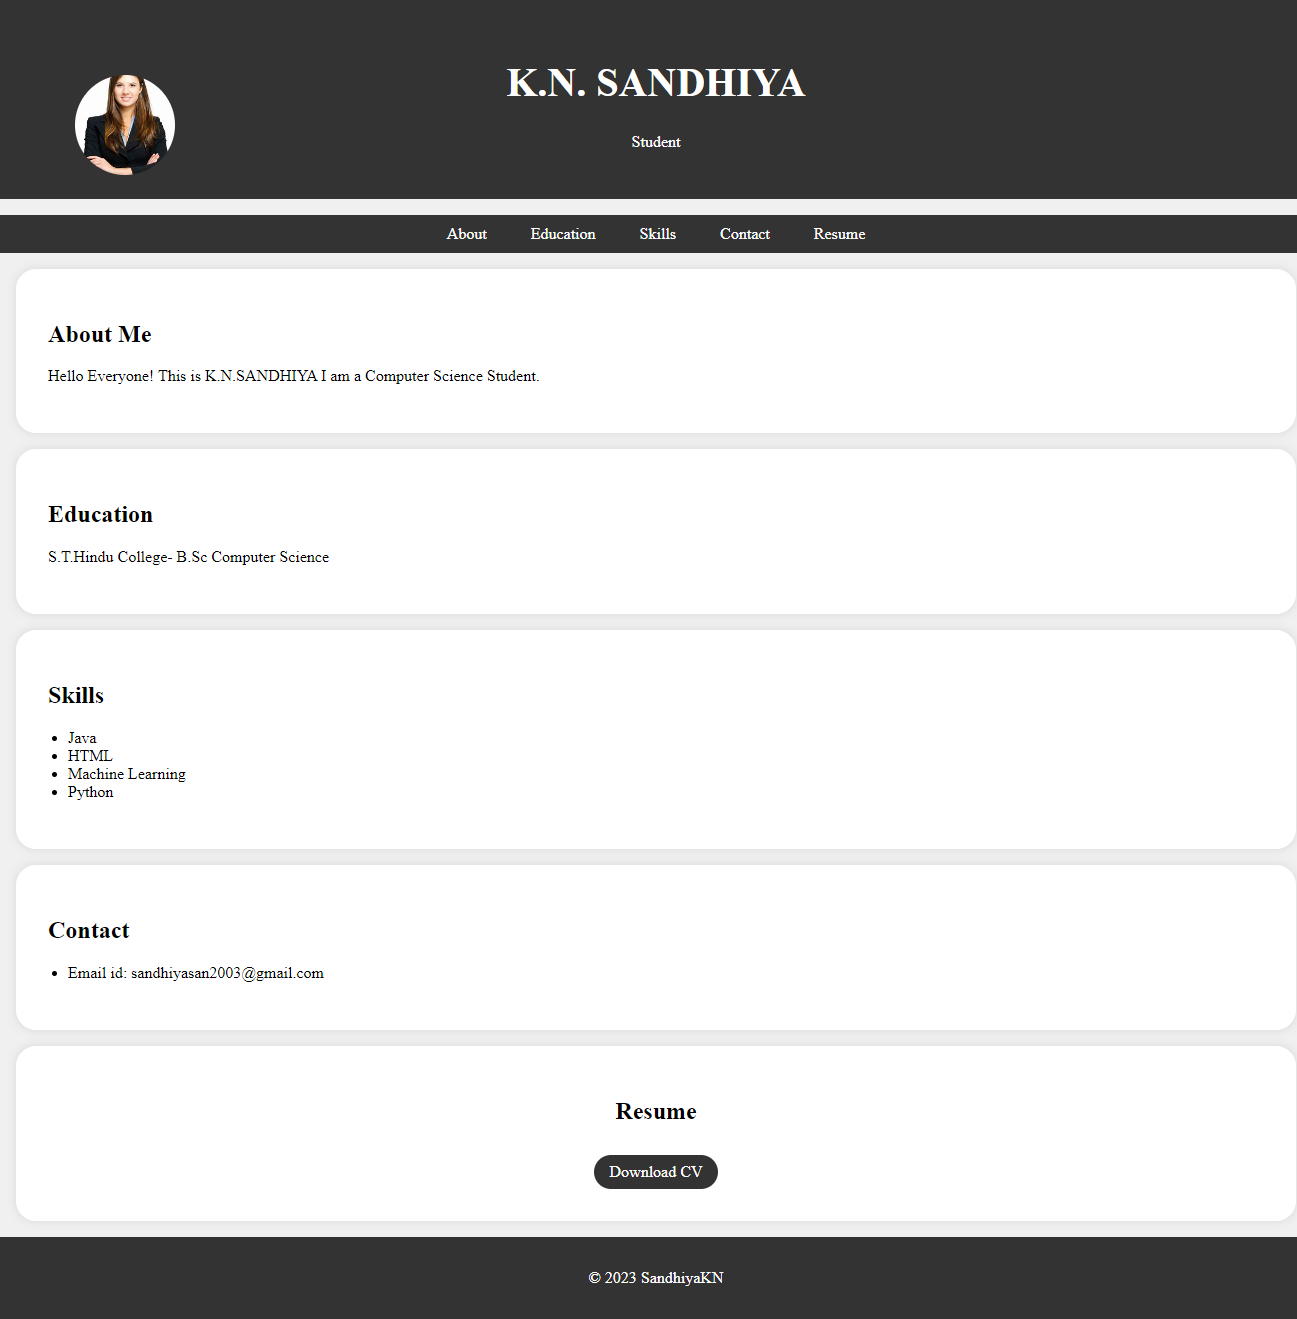 K.N. SANDHIYA
Student
About Education Skills Contact Resume
About Me
Hello Everyone! This is K.N.SANDHIYA I am a Computer Science Student.
Education
S.T.Hindu College- B.Sc Computer Science
Skills
• Java
• HTML
• Machine Learning
• Python
Contact
• Email id: sandhiyasan2003@gmail.com
Resume
Download CV
© 2023 SandhiyaKN